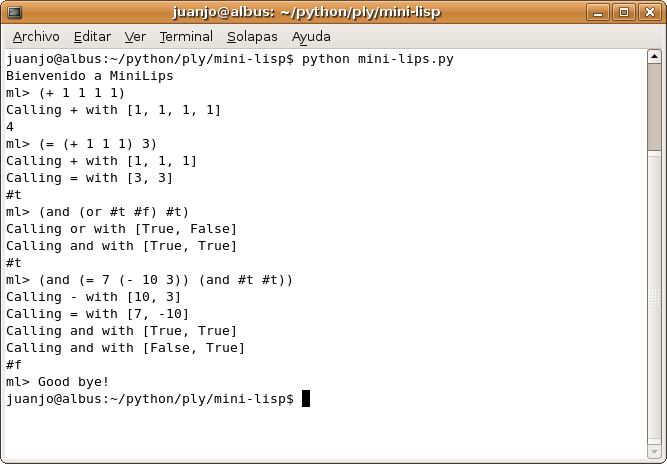 juanjo@albus: ~/python/ply/mini-lisp
Archivo Editar Ver Terminal Solapas Ayuda
juanjo@albus:~/python/ply/mini-lisp$ python mini-lips.py
Bienvenido a MiniLips
ml> (+ 1 1 1 1)
Calling + with [1, 1, 1, 1]
4
ml> (= (+ 1 1 1) 3)
Calling + with [1, 1, 1]
Calling = with [3, 3]
#t
ml> (and (or #t #f) #t)
Calling or with [True, False]
Calling and with [True, True]
#t
ml> (and (= 7 (- 10 3)) (and #t #t))
Calling - with [10, 3]
Calling = with [7, -10]
Calling and with [True, True]
Calling and with [False, True]
#f
ml> Good bye!
juanjo@albus:~/python/ply/mini-lisp$